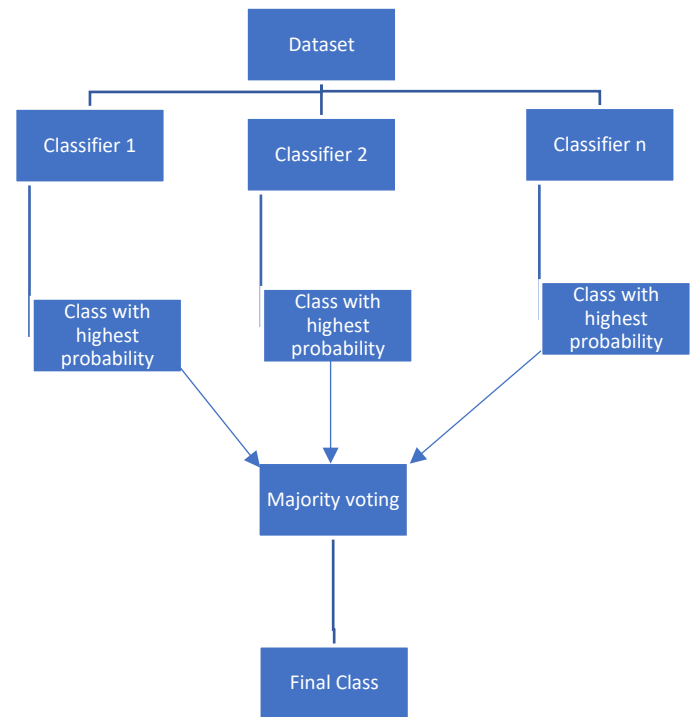 Dataset
Classifier 1
Classifier 2
Classifier n
Class with
highest
probability
Class with
highest
probability
Class with
highest
probability
Majority voting
Final Class